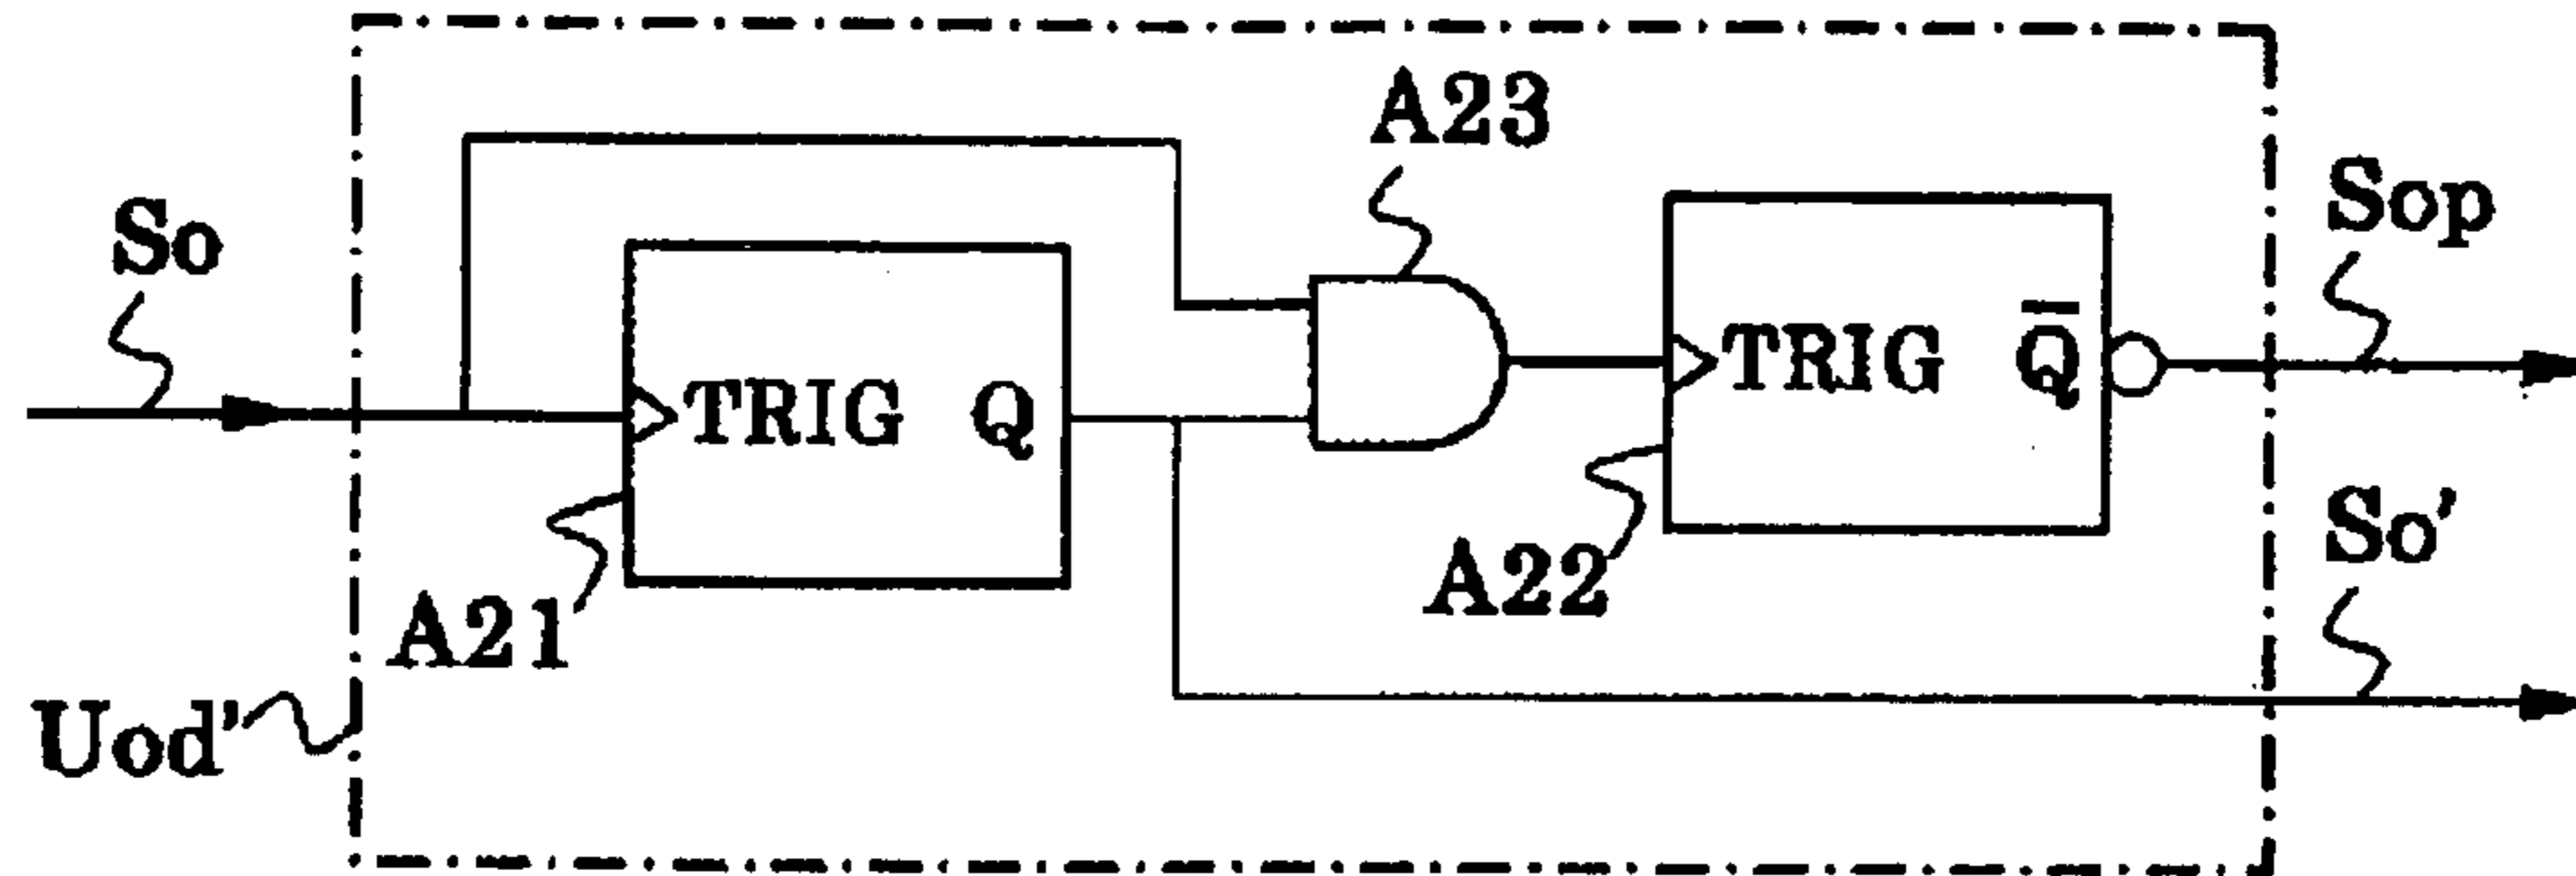 A23
So
Sop
TRIG Q
TRIG Q̅
So'
A21
A22
Uod'